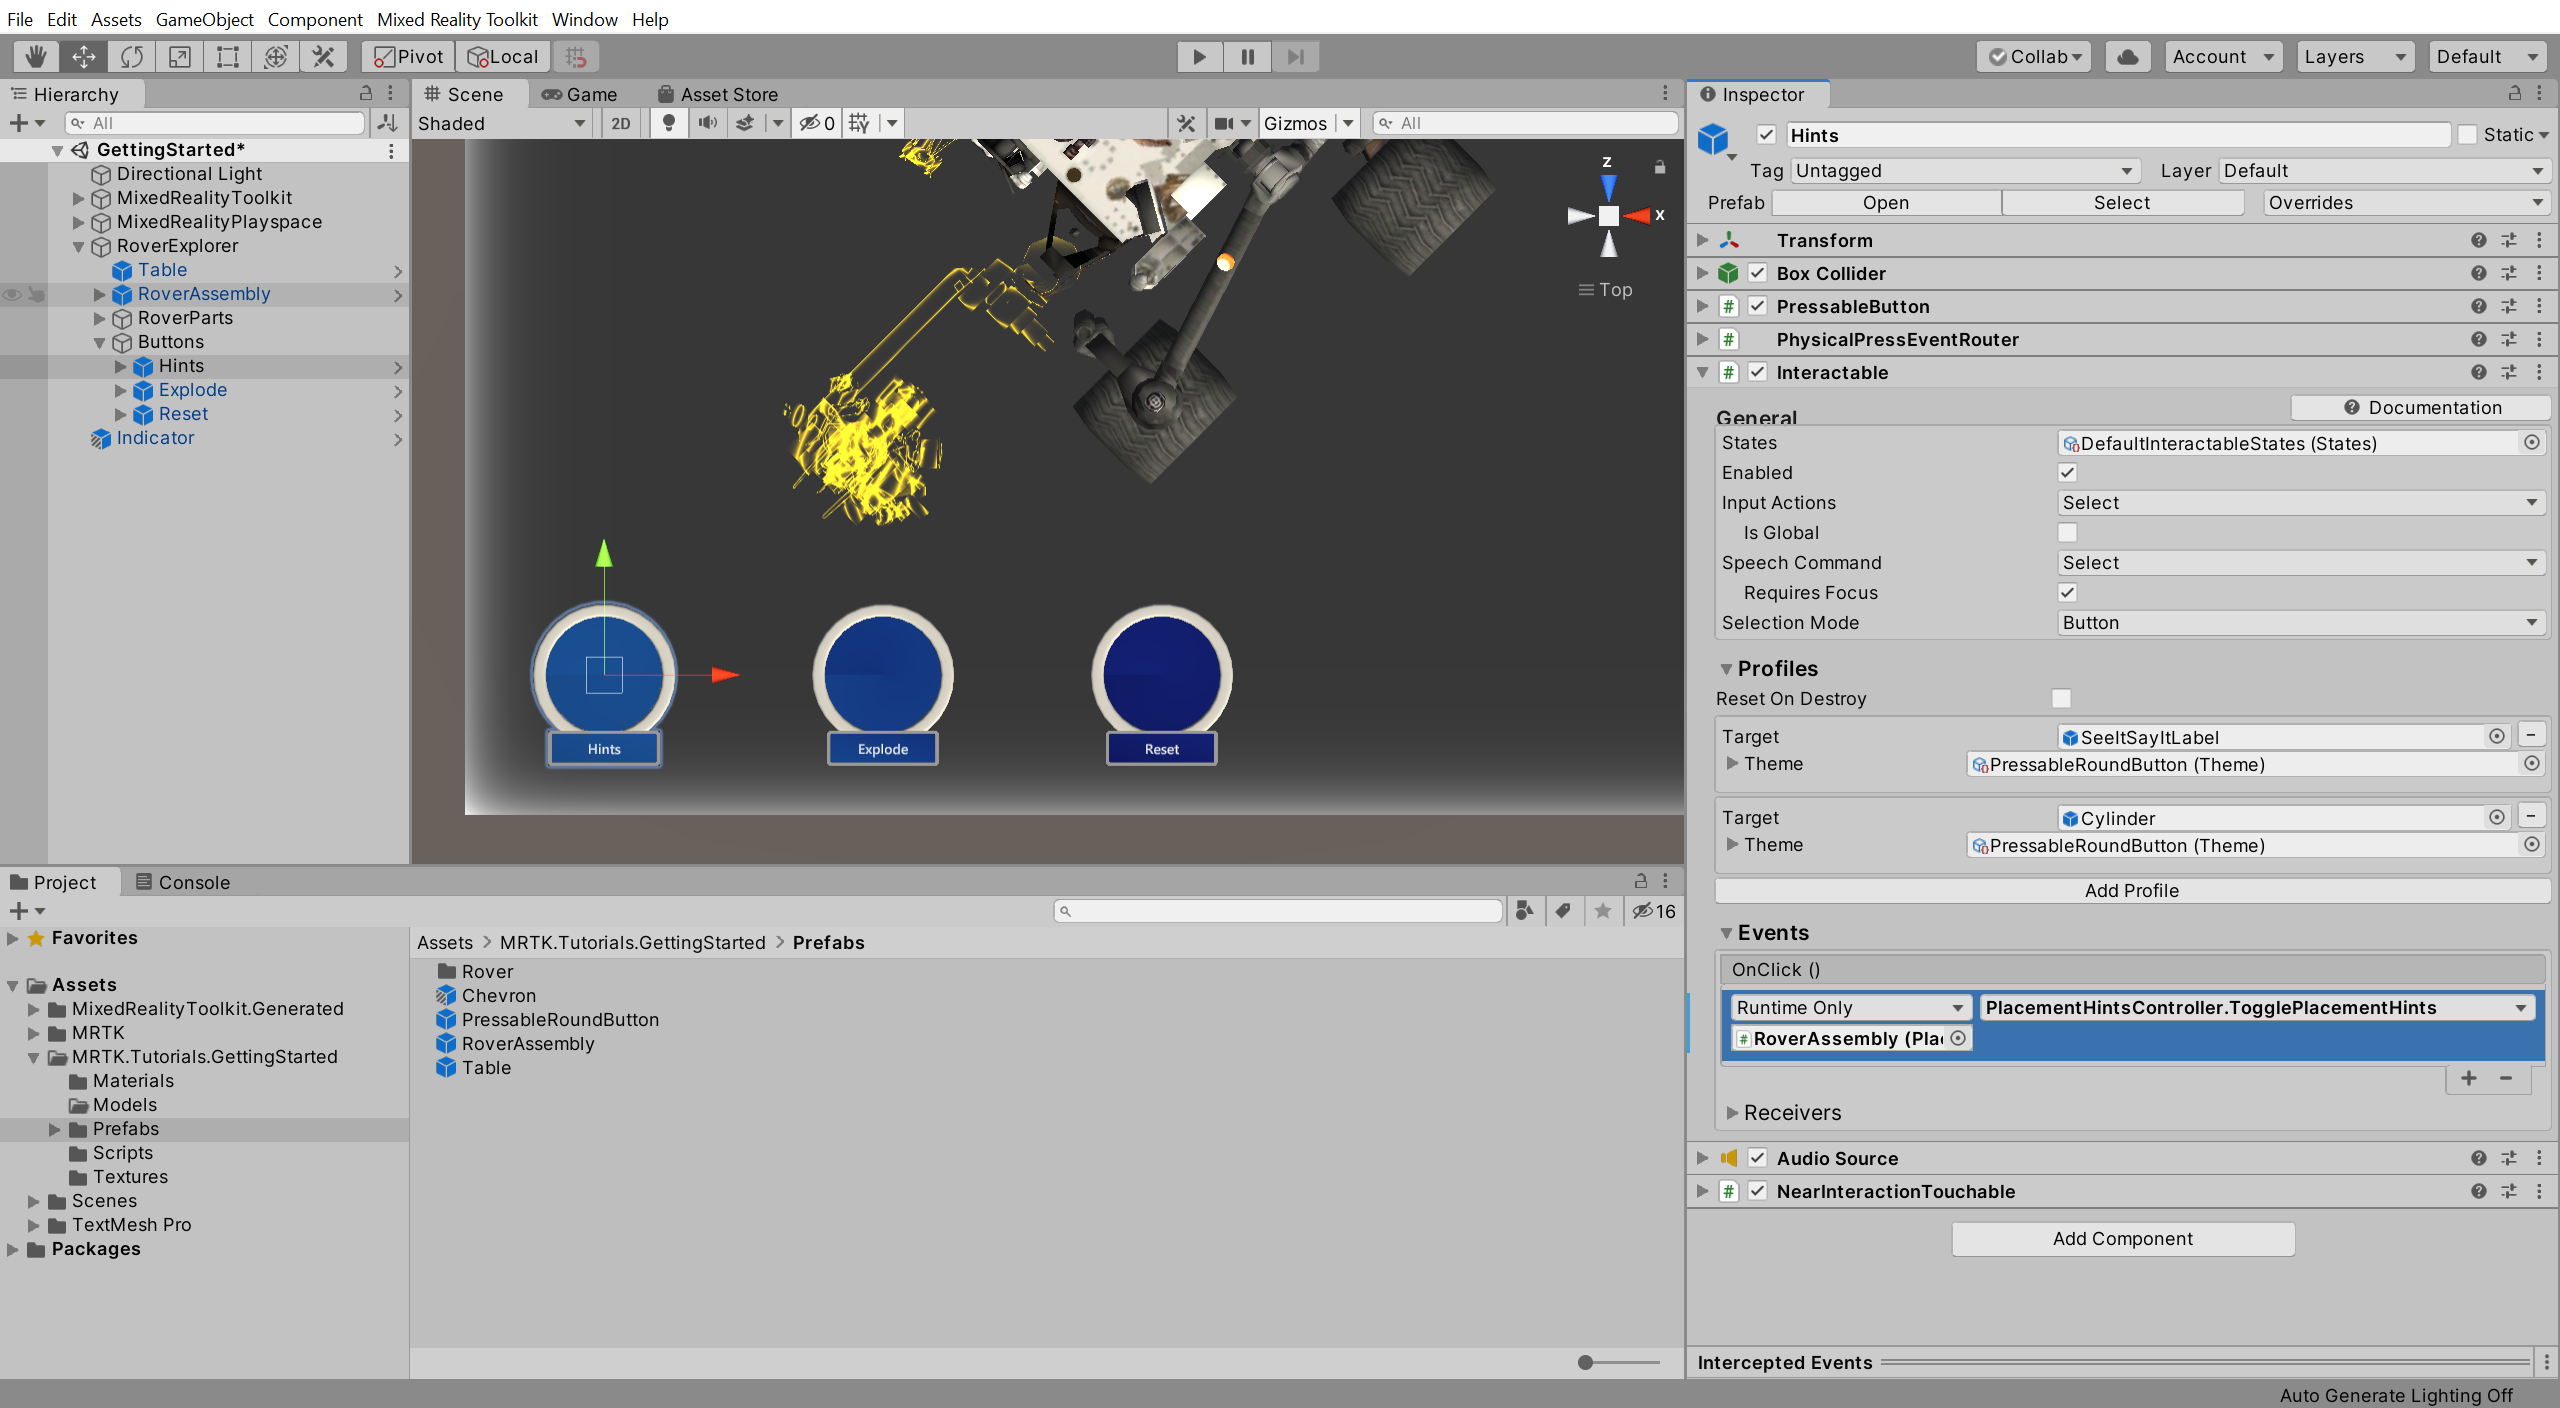 File Edit Assets GameObject Component Mixed Reality Toolkit Window Help
Pivot Local Collab Account Layers Default
Hierarchy
All
GettingStarted*
Directional Light
MixedRealityToolkit
MixedRealityPlayspace
RoverExplorer
Table
RoverAssembly
RoverParts
Buttons
Hints
Explode
Reset
Indicator
Scene Game Asset Store
Shaded 2D 0 Gizmos All
z
x
Top
Hints Explode Reset
Project Console
16
Favorites
Assets
MixedRealityToolkit.Generated
MRTK
MRTK.Tutorials.GettingStarted
Materials
Models
Prefabs
Scripts
Textures
Scenes
TextMesh Pro
Packages
Assets > MRTK.Tutorials.GettingStarted > Prefabs
Rover
Chevron
PressableRoundButton
RoverAssembly
Table
Inspector
Hints Static
Tag Untagged Layer Default
Prefab Open Select Overrides
Transform
Box Collider
# PressableButton
# PhysicalPressEventRouter
# Interactable
Documentation
General
States DefaultInteractableStates (States)
Enabled
Input Actions Select
Is Global
Speech Command Select
Requires Focus
Selection Mode Button
Profiles
Reset On Destroy
Target SeeItSayItLabel
Theme PressableRoundButton (Theme)
Target Cylinder
Theme PressableRoundButton (Theme)
Add Profile
Events
OnClick ()
Runtime Only PlacementHintsController.TogglePlacementHints
# RoverAssembly (Pla
Receivers
Audio Source
# NearInteractionTouchable
Add Component
Intercepted Events
Auto Generate Lighting Off